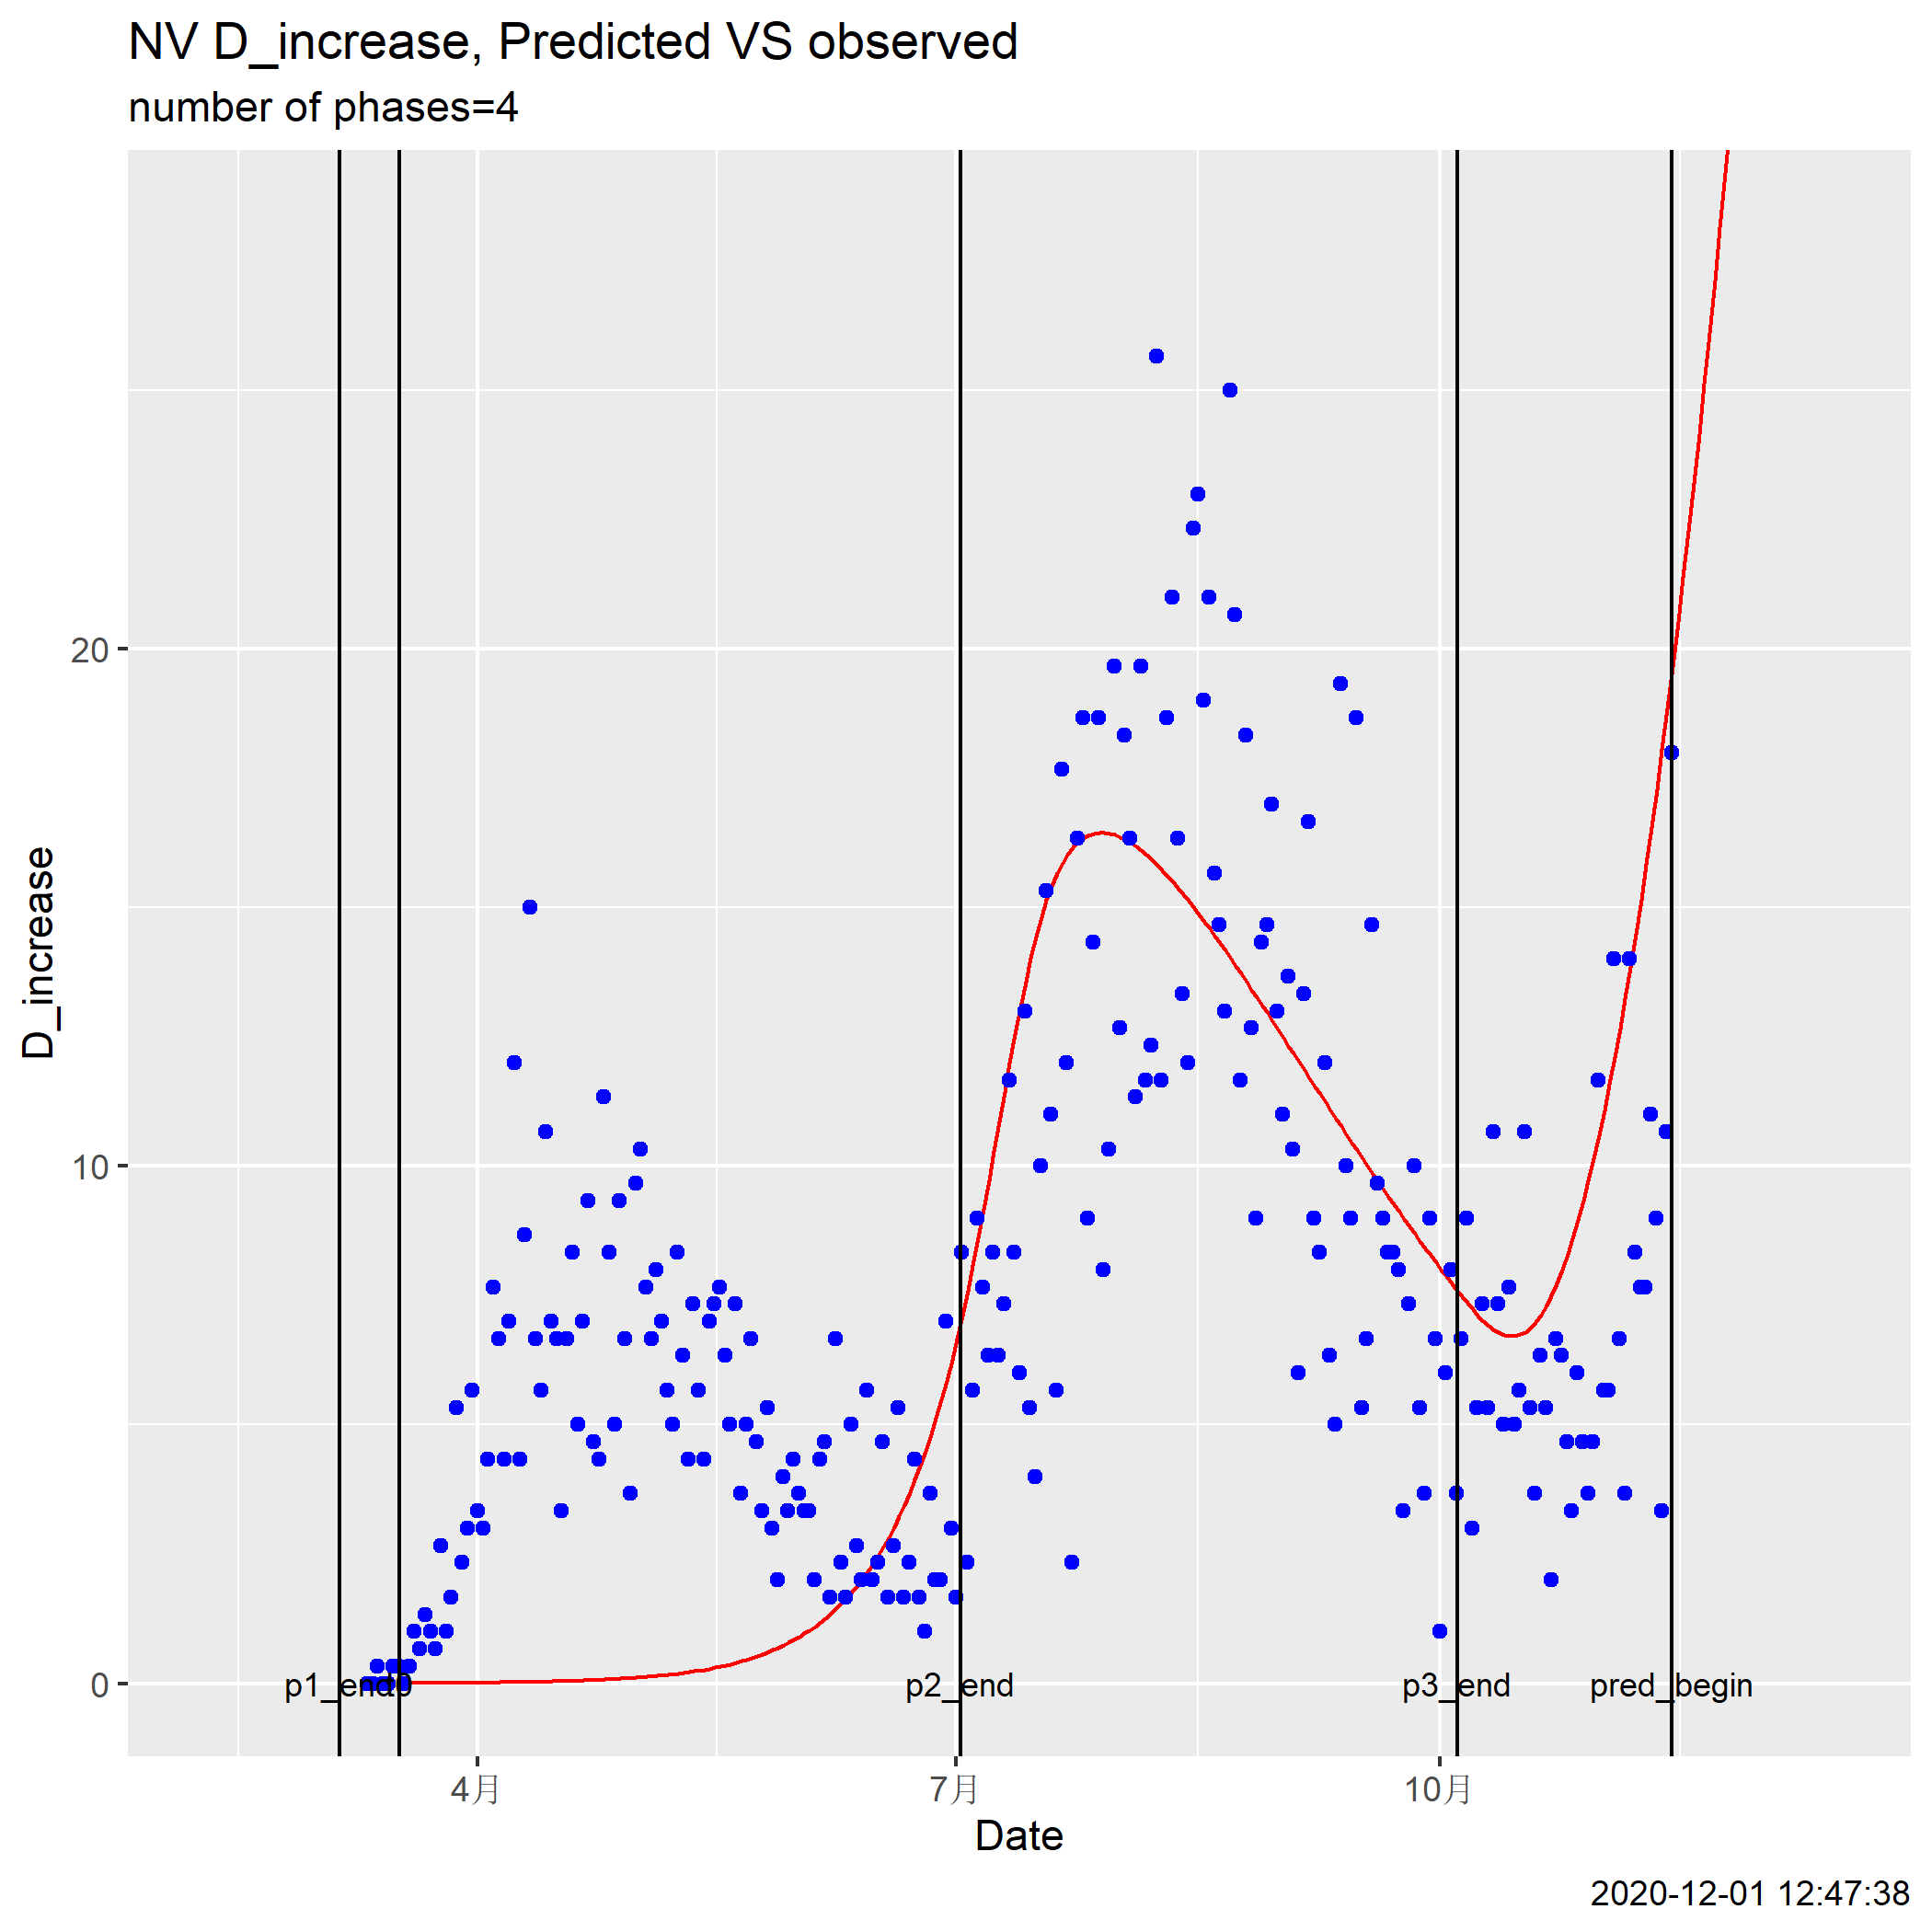 NV D_increase, Predicted VS observed
number of phases=4
20
10
0
D_increase
p1_end
p2_end
p3_end
pred_begin
4月
7月
10月
Date
2020-12-01 12:47:38